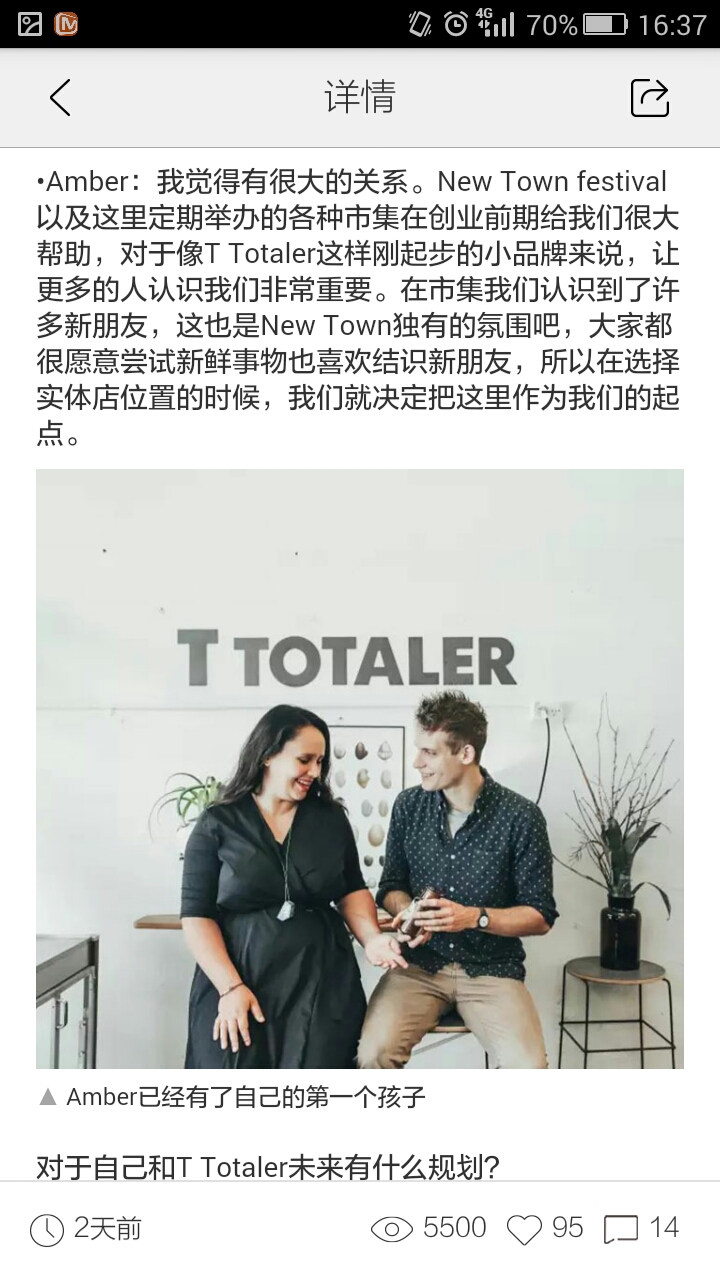 4G
70%
16:37
详情
•Amber：我觉得有很大的关系。New Town festival
以及这里定期举办的各种市集在创业前期给我们很大
帮助，对于像T Totaler这样刚起步的小品牌来说，让
更多的人认识我们非常重要。在市集我们认识到了许
多新朋友，这也是New Town独有的氛围吧，大家都
很愿意尝试新鲜事物也喜欢结识新朋友，所以在选择
实体店位置的时候，我们就决定把这里作为我们的起
点。
T TOTALER
▲ Amber已经有了自己的第一个孩子
对于自己和T Totaler未来有什么规划?
2天前
5500
95
14